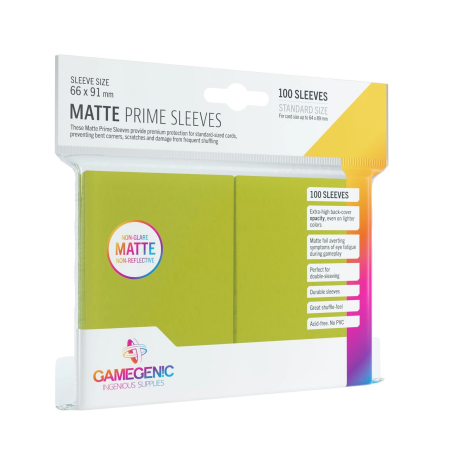 SLEEVE SIZE
66 x 91 mm
MATTE PRIME SLEEVES
These Matte Prime Sleeves provide premium protection for standard-sized cards,
preventing bent corners, scratches and damage from frequent shuffling
100 SLEEVES
STANDARD SIZE
For card size up to 64 x 89 mm
100 SLEEVES
Extra-high back-cover
opacity, even on lighter
colors
Matte foil averting
symptoms of eye fatigue
during gameplay
Perfect for
double-sleeving
Durable sleeves
Great shuffle-feel
Acid-free. No PVC
NON-GLARE
MATTE
NON-REFLECTIVE
GAMEGEN!C
INGENIOUS SUPPLIES